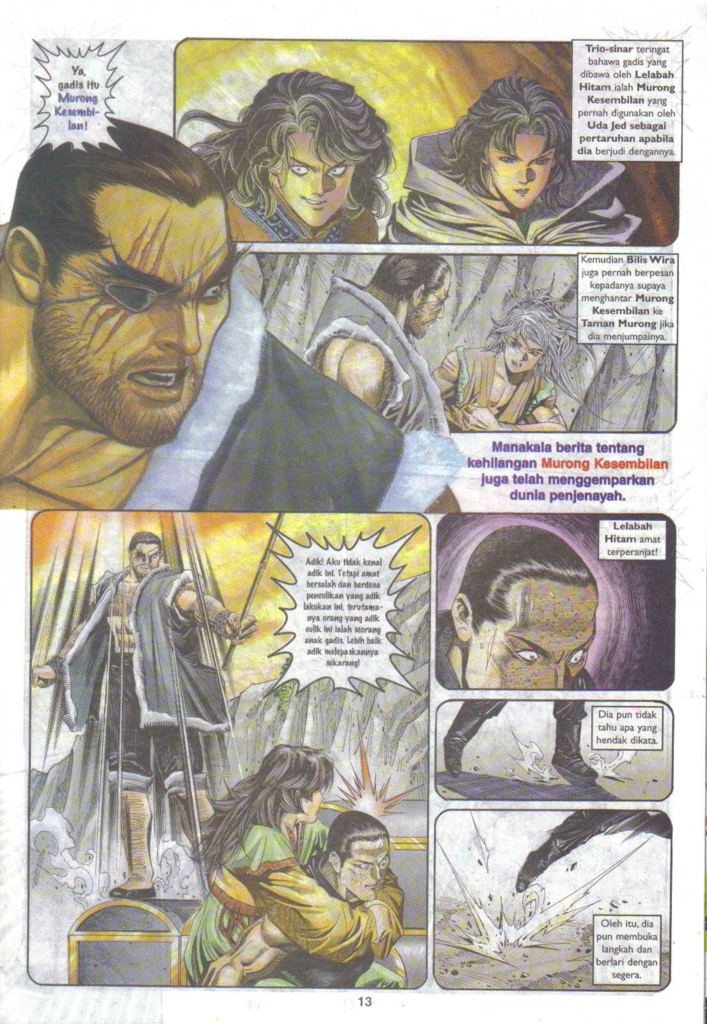 Ya,
gadis itu
Murong
Kesembi-
lan!
Trio-sinar teringat
bahawa gadis yang
dibawa oleh Lelabah
Hitam ialah Murong
Kesembilan yang
pernah digunakan oleh
Uda Jed sebagai
pertaruhan apabila
dia berjudi dengannya.
Kemudian Bilis Wira
juga pernah berpesan
kepadanya supaya
menghantar Murong
Kesembilan ke
Taman Murong jika
dia menjumpainya.
Manakala berita tentang
kehilangan Murong Kesembilan
juga telah menggemparkan
dunia penjenayah.
Adik! Aku tidak kenal
adik ini. Tetapi amat
bersalah dan berdosa
penculikan yang adik
lakukan ini, terutama-
nya orang yang adik
culik ini ialah seorang
anak gadis. Lebih baik
adik melepaskannya
sekarang!
Lelabah
Hitam amat
terperanjat!
Dia pun tidak
tahu apa yang
hendak dikata.
Oleh itu, dia
pun membuka
langkah dan
berlari dengan
segera.
13